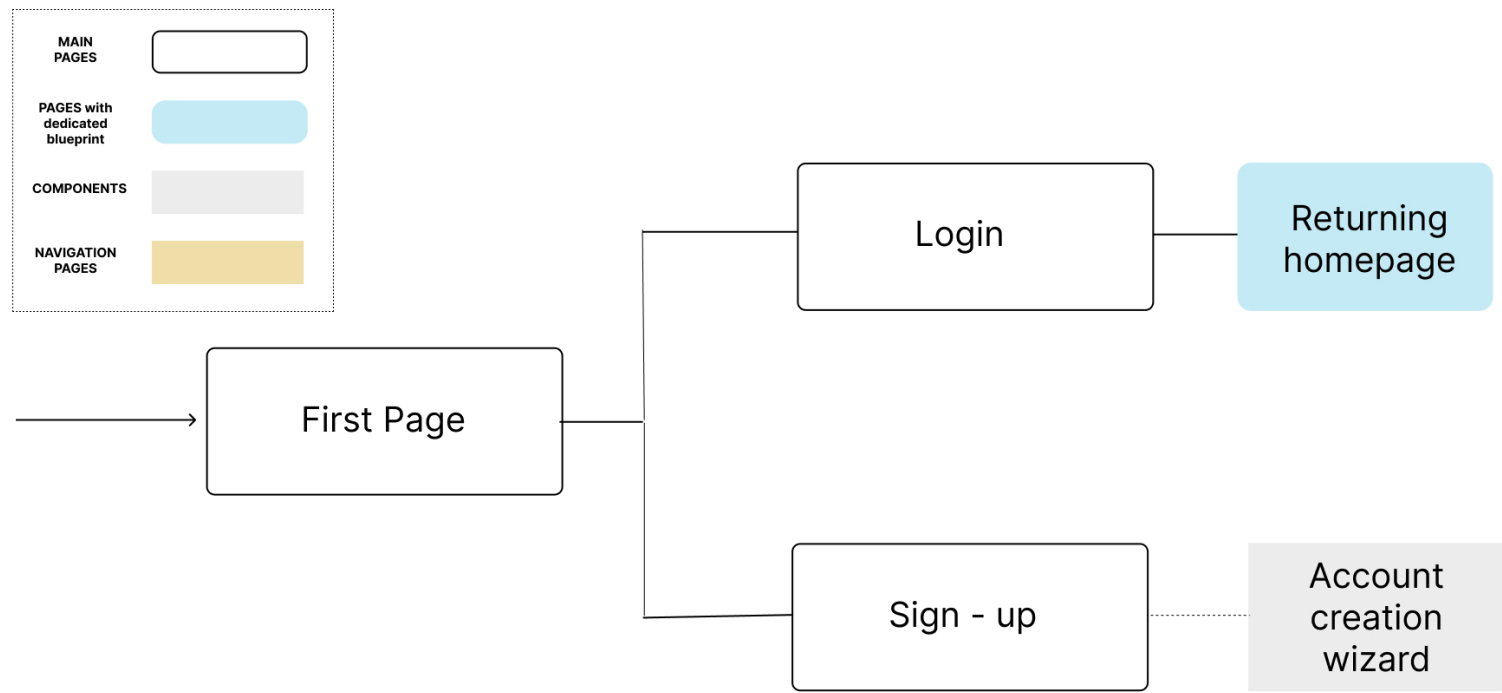 MAIN
PAGES
PAGES with
dedicated
blueprint
COMPONENTS
NAVIGATION
PAGES
First Page
Login
Returning
homepage
Sign - up
Account
creation
wizard